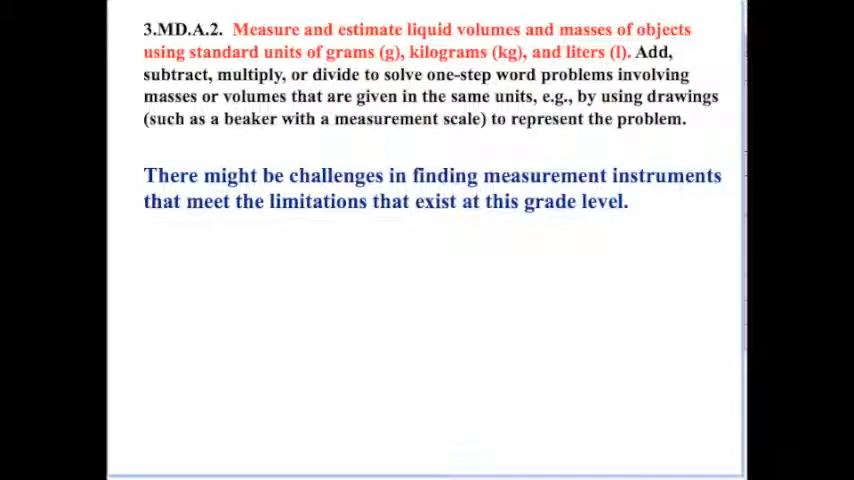 3.MD.A.2. Measure and estimate liquid volumes and masses of objects
using standard units of grams (g), kilograms (kg), and liters (l). Add,
subtract, multiply, or divide to solve one-step word problems involving
masses or volumes that are given in the same units, e.g., by using drawings
(such as a beaker with a measurement scale) to represent the problem.
There might be challenges in finding measurement instruments
that meet the limitations that exist at this grade level.